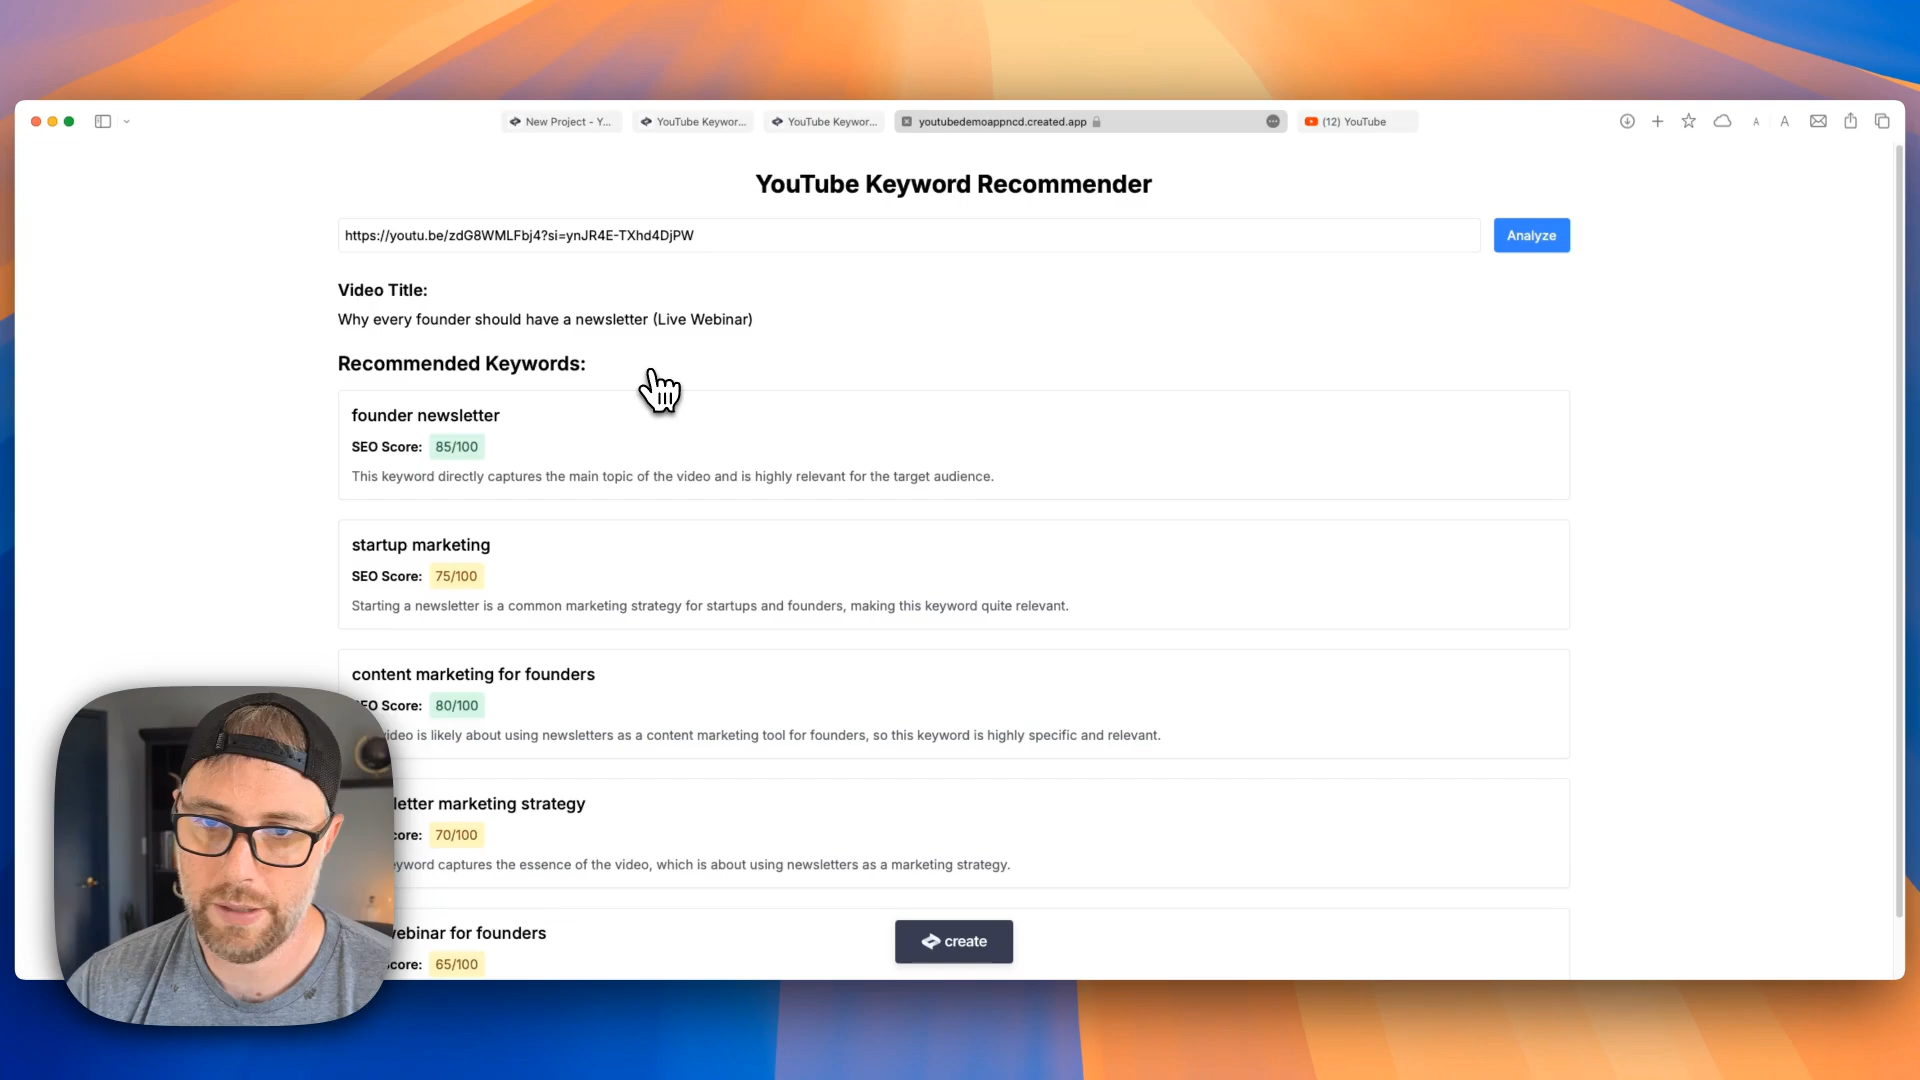 New Project - Y...
YouTube Keywor...
YouTube Keywor...
youtubedemoappncd.created.app
(12) YouTube
A
A
YouTube Keyword Recommender
https://youtu.be/zdG8WMLFbj4?si=ynJR4E-TXhd4DjPW
Analyze
Video Title:
Why every founder should have a newsletter (Live Webinar)
Recommended Keywords:
founder newsletter
SEO Score: 85/100
This keyword directly captures the main topic of the video and is highly relevant for the target audience.
startup marketing
SEO Score: 75/100
Starting a newsletter is a common marketing strategy for startups and founders, making this keyword quite relevant.
content marketing for founders
EO Score: 80/100
ideo is likely about using newsletters as a content marketing tool for founders, so this keyword is highly specific and relevant.
letter marketing strategy
core: 70/100
eyword captures the essence of the video, which is about using newsletters as a marketing strategy.
ebinar for founders
core: 65/100
create